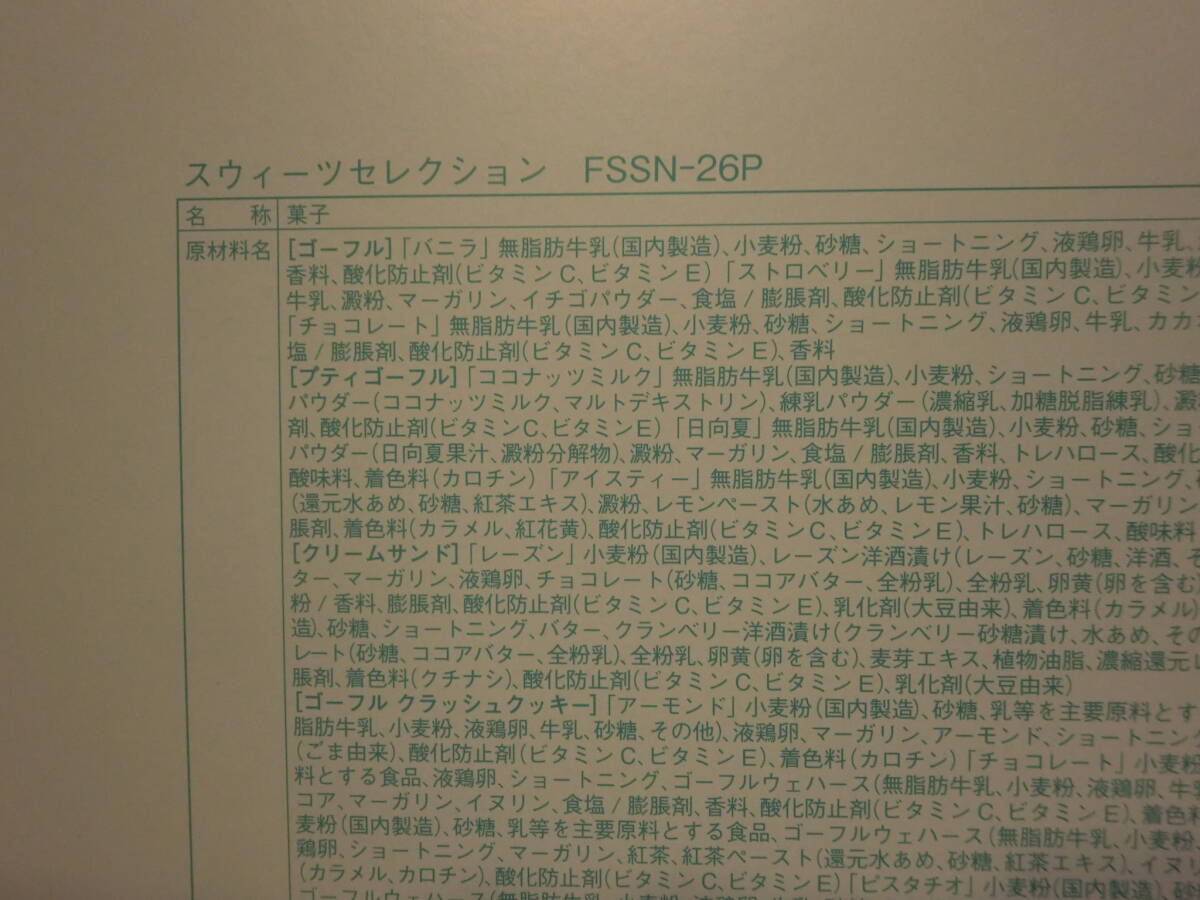 スウィーツセレクション FSSN-26P
名 称 菓子
原材料名 [ゴーフル]「バニラ」無脂肪牛乳(国内製造)、小麦粉、砂糖、ショートニング、液鶏卵、牛乳、
香料、酸化防止剤(ビタミンC、ビタミンE)「ストロベリー」無脂肪牛乳(国内製造)、小麦粉
牛乳、澱粉、マーガリン、イチゴパウダー、食塩/膨脹剤、酸化防止剤(ビタミンC、ビタミン
「チョコレート」無脂肪牛乳(国内製造)、小麦粉、砂糖、ショートニング、液鶏卵、牛乳、カカ
塩/膨脹剤、酸化防止剤(ビタミンC、ビタミンE)、香料
[プティゴーフル]「ココナッツミルク」無脂肪牛乳(国内製造)、小麦粉、ショートニング、砂糖
パウダー(ココナッツミルク、マルトデキストリン)、練乳パウダー(濃縮乳、加糖脱脂練乳)、澱
剤、酸化防止剤(ビタミンC、ビタミンE)「日向夏」無脂肪牛乳(国内製造)、小麦粉、砂糖、ショー
パウダー(日向夏果汁、澱粉分解物)、澱粉、マーガリン、食塩/膨脹剤、香料、トレハロース、酸化
酸味料、着色料(カロチン)「アイスティー」無脂肪牛乳(国内製造)、小麦粉、ショートニング、
(還元水あめ、砂糖、紅茶エキス)、澱粉、レモンペースト(水あめ、レモン果汁、砂糖)、マーガリン
脹剤、着色料(カラメル、紅花黄)、酸化防止剤(ビタミンC、ビタミンE)、トレハロース、酸味料
[クリームサンド]「レーズン」小麦粉(国内製造)、レーズン洋酒漬け(レーズン、砂糖、洋酒、そ
ター、マーガリン、液鶏卵、チョコレート(砂糖、ココアバター、全粉乳)、全粉乳、卵黄(卵を含む
粉/香料、膨脹剤、酸化防止剤(ビタミンC、ビタミンE)、乳化剤(大豆由来)、着色料(カラメル)
造)、砂糖、ショートニング、バター、クランベリー洋酒漬け(クランベリー砂糖漬け、水あめ、その
レート(砂糖、ココアバター、全粉乳)、全粉乳、卵黄(卵を含む)、麦芽エキス、植物油脂、濃縮還元レ
脹剤、着色料(クチナシ)、酸化防止剤(ビタミンC、ビタミンE)、乳化剤(大豆由来)
[ゴーフル クラッシュクッキー]「アーモンド」小麦粉(国内製造)、砂糖、乳等を主要原料とす
脂肪牛乳、小麦粉、液鶏卵、牛乳、砂糖、その他)、液鶏卵、マーガリン、アーモンド、ショートニング
(ごま由来)、酸化防止剤(ビタミンC、ビタミンE)、着色料(カロチン)「チョコレート」小麦粉
料とする食品、液鶏卵、ショートニング、ゴーフルウェハース(無脂肪牛乳、小麦粉、液鶏卵、牛乳
コア、マーガリン、イヌリン、食塩/膨脹剤、香料、酸化防止剤(ビタミンC、ビタミンE)、着色料
麦粉(国内製造)、砂糖、乳等を主要原料とする食品、ゴーフルウェハース(無脂肪牛乳、小麦粉、
鶏卵、ショートニング、マーガリン、紅茶、紅茶ペースト(還元水あめ、砂糖、紅茶エキス)、イヌリ
(カラメル、カロチン)、酸化防止剤(ビタミンC、ビタミンE)「ピスタチオ」小麦粉(国内製造)、砂
ゴーフルウェハース(無脂肪牛乳、小麦粉、液鶏卵、牛乳、砂糖